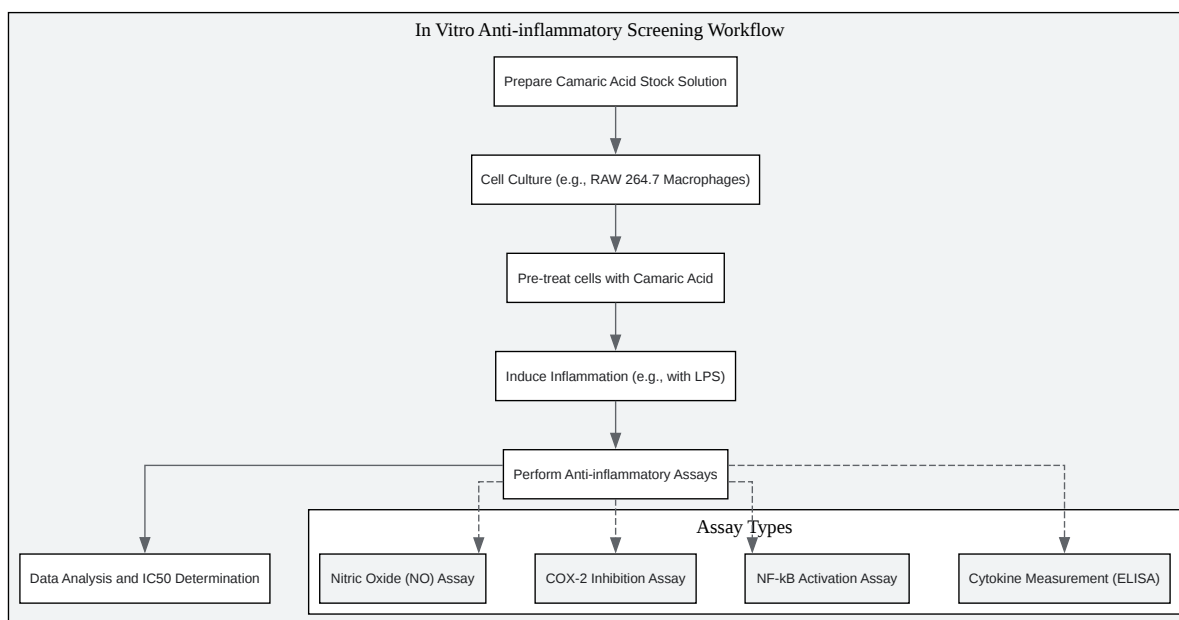 In Vitro Anti-inflammatory Screening Workflow
Prepare Camaric Acid Stock Solution
Cell Culture (e.g., RAW 264.7 Macrophages)
Pre-treat cells with Camaric Acid
Induce Inflammation (e.g., with LPS)
Perform Anti-inflammatory Assays
Assay Types
Data Analysis and IC50 Determination
Nitric Oxide (NO) Assay
COX-2 Inhibition Assay
NF-kB Activation Assay
Cytokine Measurement (ELISA)